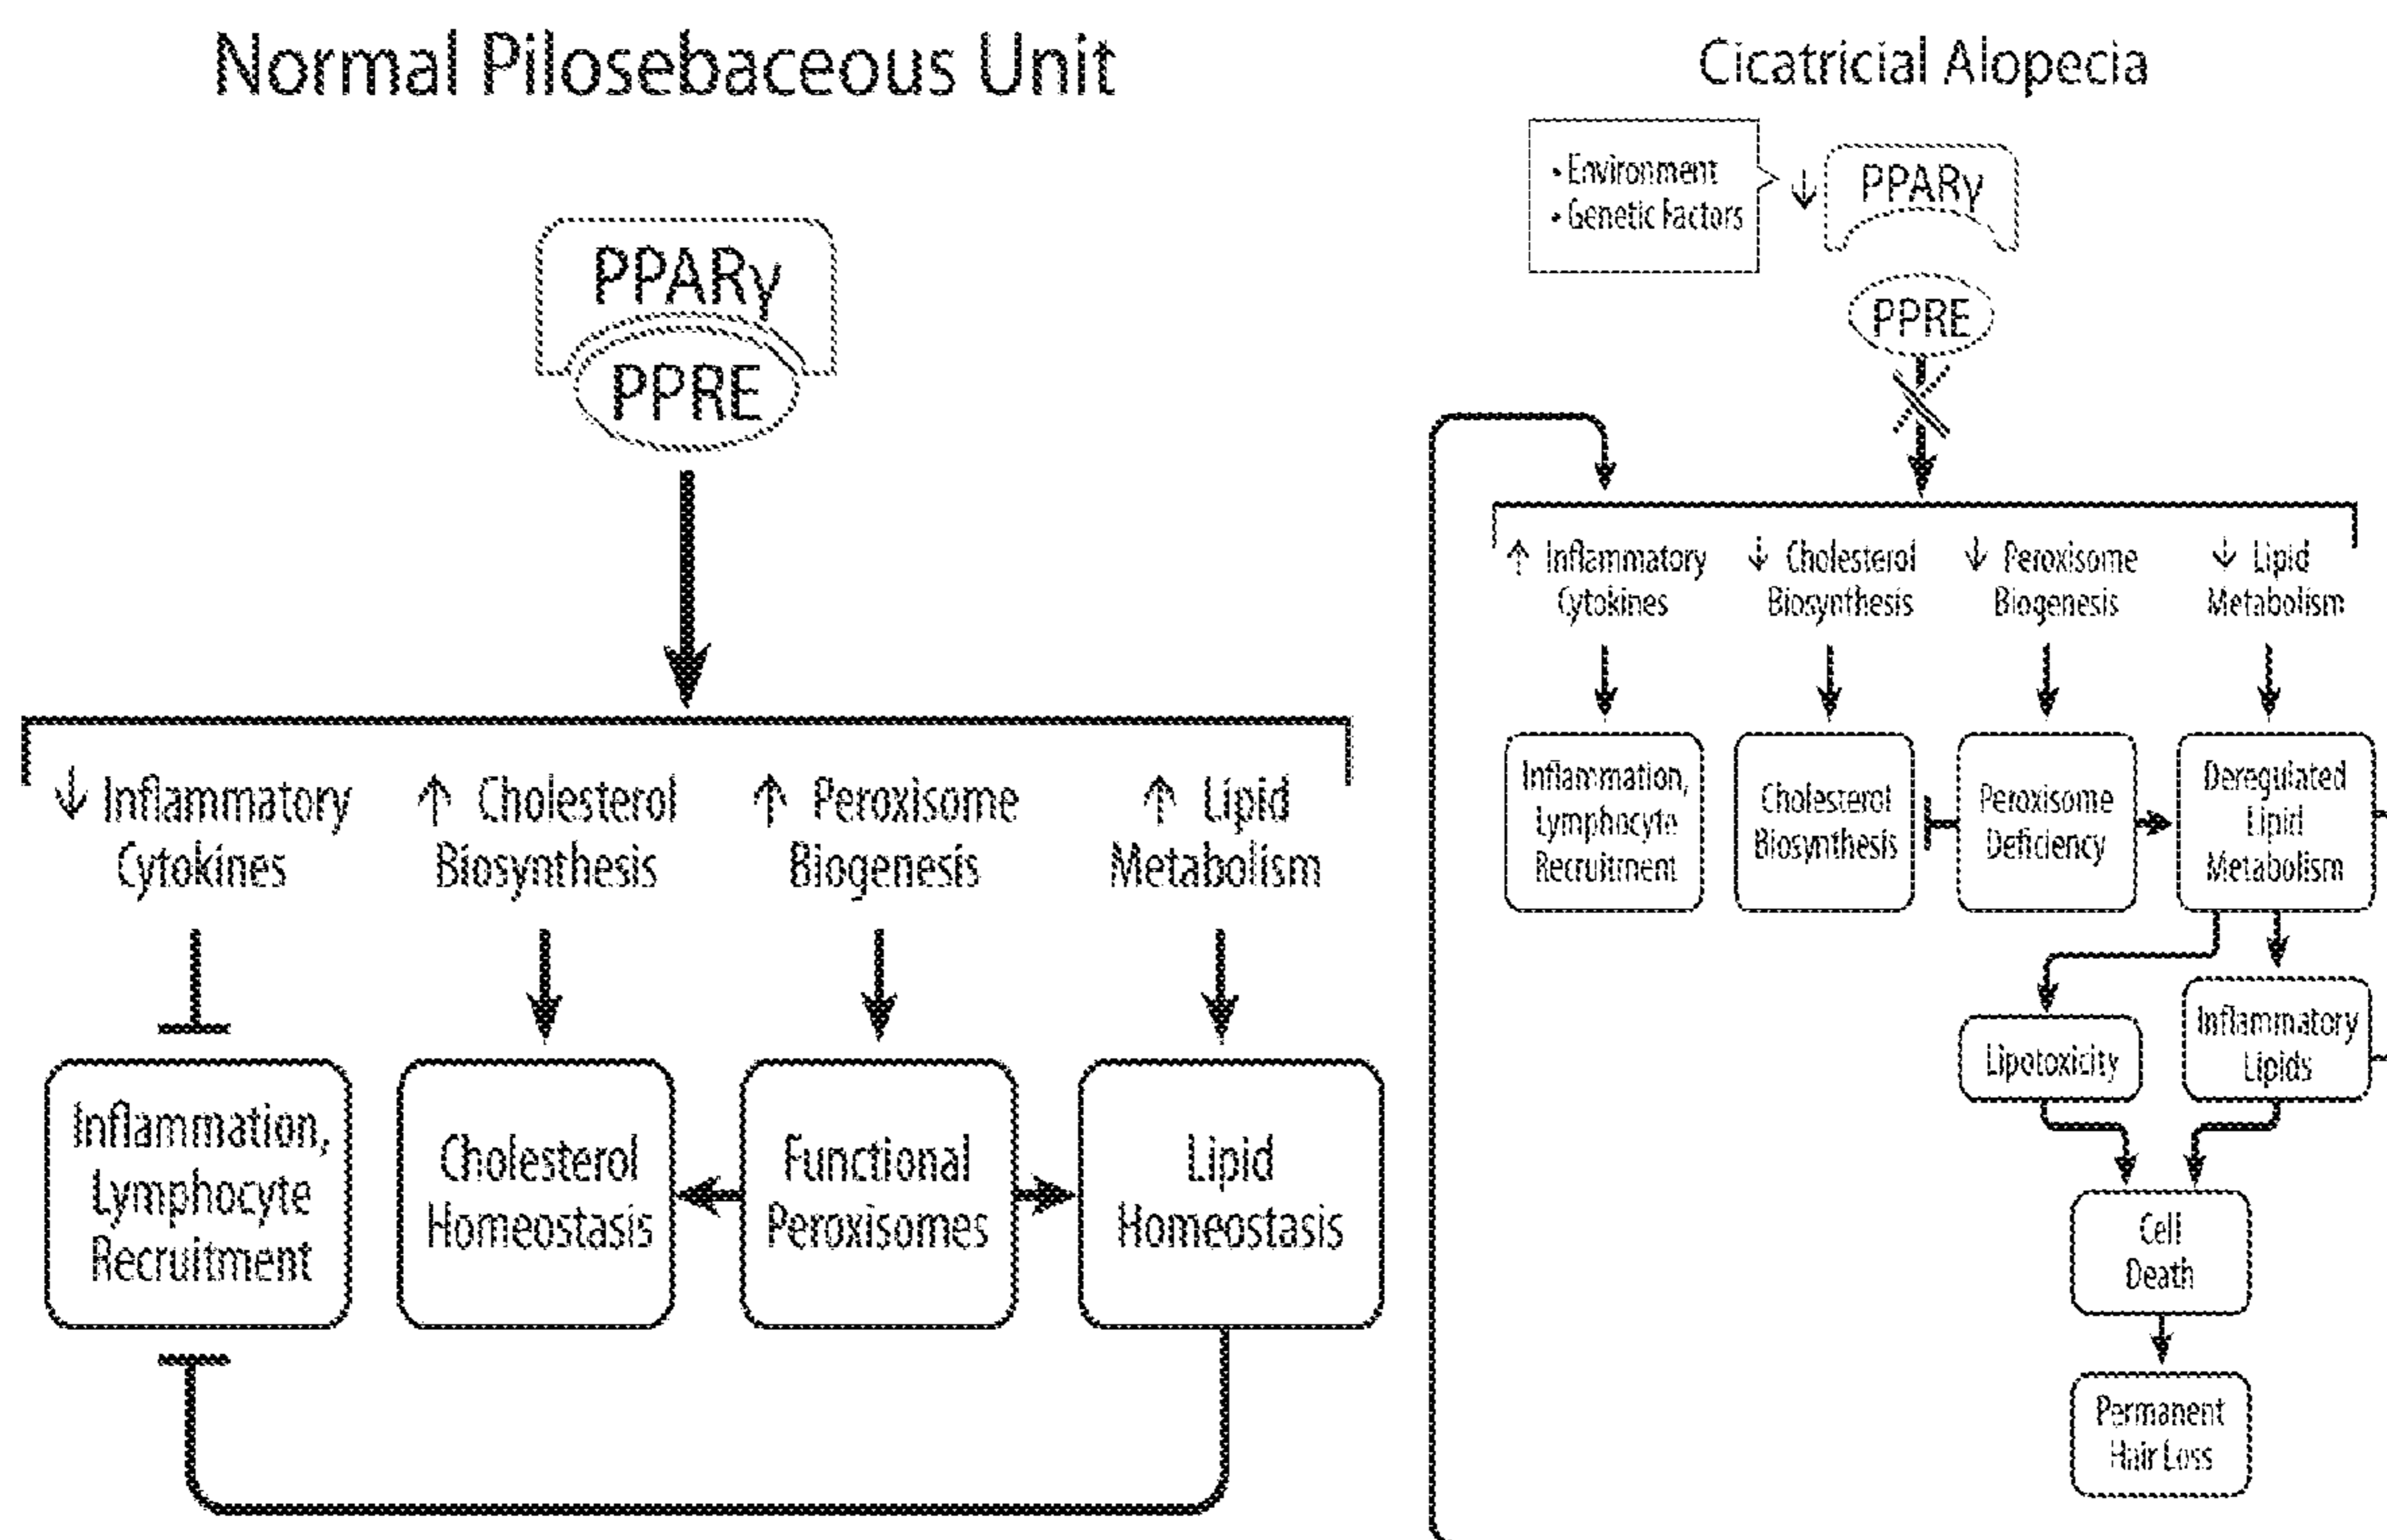 Normal Pilosebaceous Unit
PPARγ
PPRE
↓ Inflammatory
Cytokines
↑ Cholesterol
Biosynthesis
↑ Peroxisome
Biogenesis
↑ Lipid
Metabolism
Inflammation,
Lymphocyte
Recruitment
Cholesterol
Homeostasis
Functional
Peroxisomes
Lipid
Homeostasis
Cicatricial Alopecia
• Environment
• Genetic Factors
↓ PPARγ
PPRE
↑ Inflammatory
Cytokines
↓ Cholesterol
Biosynthesis
↓ Peroxisome
Biogenesis
↓ Lipid
Metabolism
Inflammation,
Lymphocyte
Recruitment
Cholesterol
Biosynthesis
Peroxisome
Deficiency
Deregulated
Lipid
Metabolism
Lipotoxicity
Inflammatory
Lipids
Cell
Death
Permanent
Hair Loss